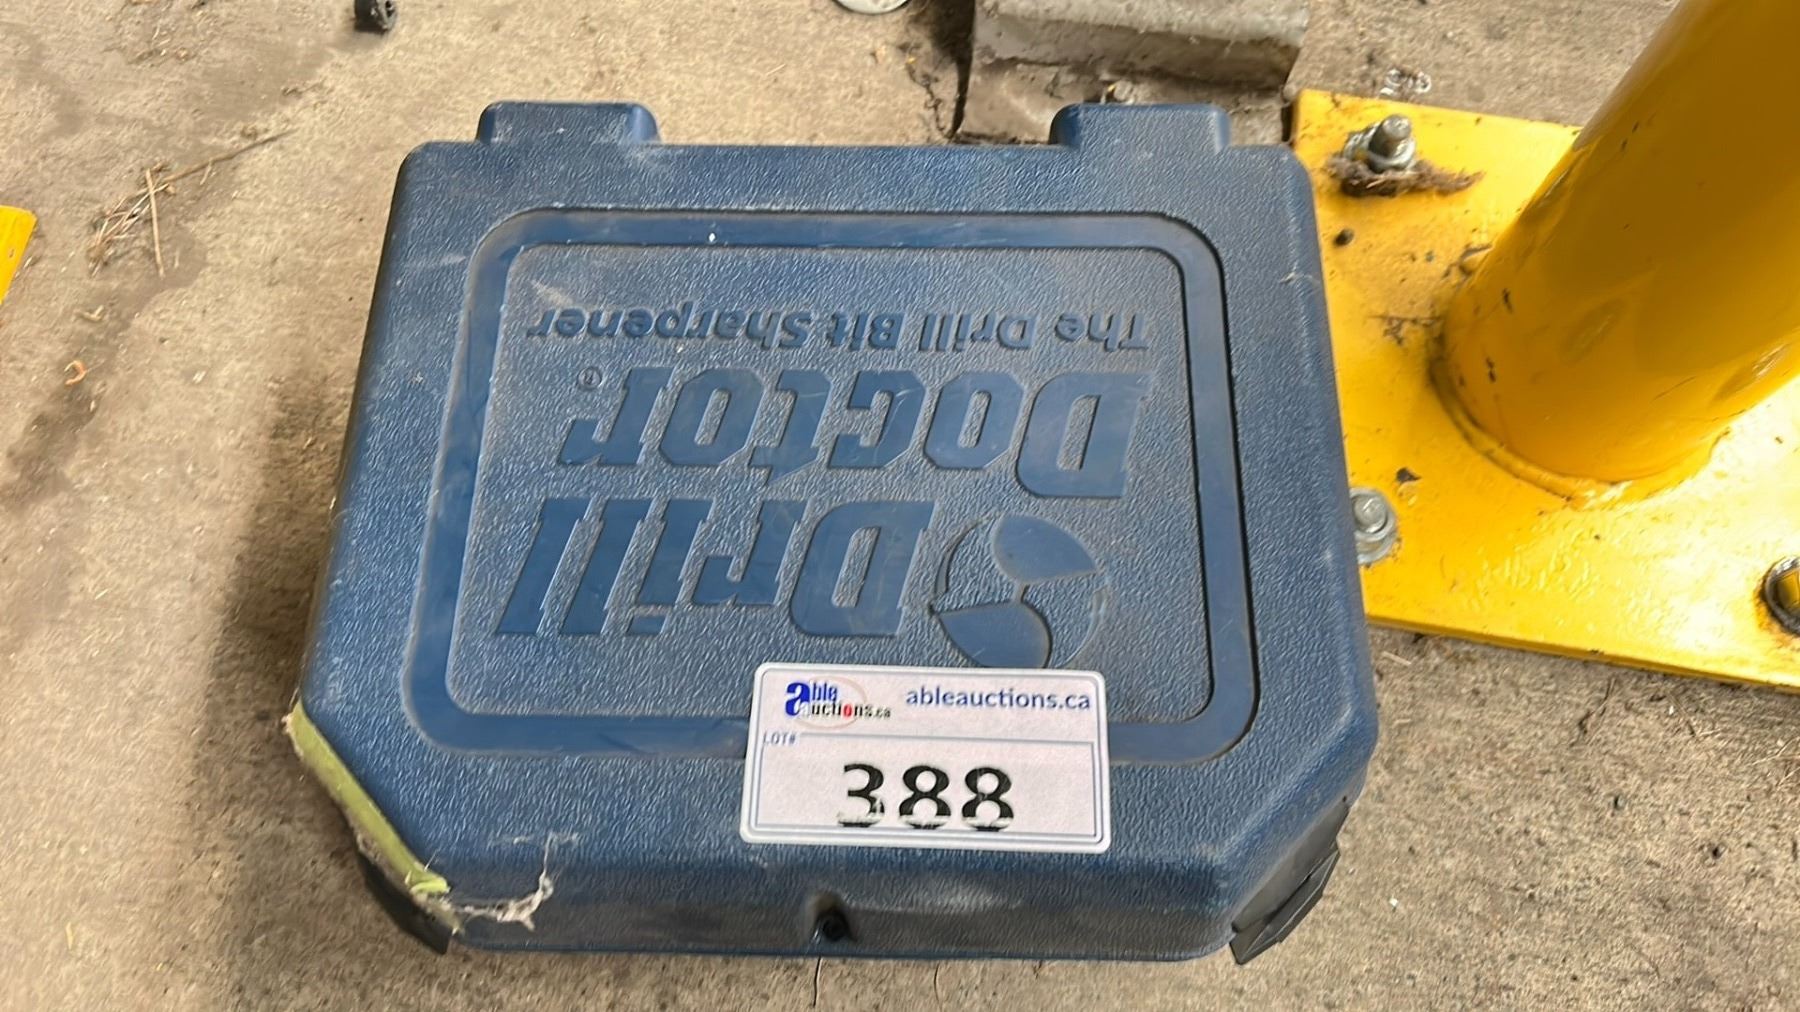 Drill
Doctor®
The Drill Bit Sharpener
able
auctions.ca
ableauctions.ca
LOT#
388